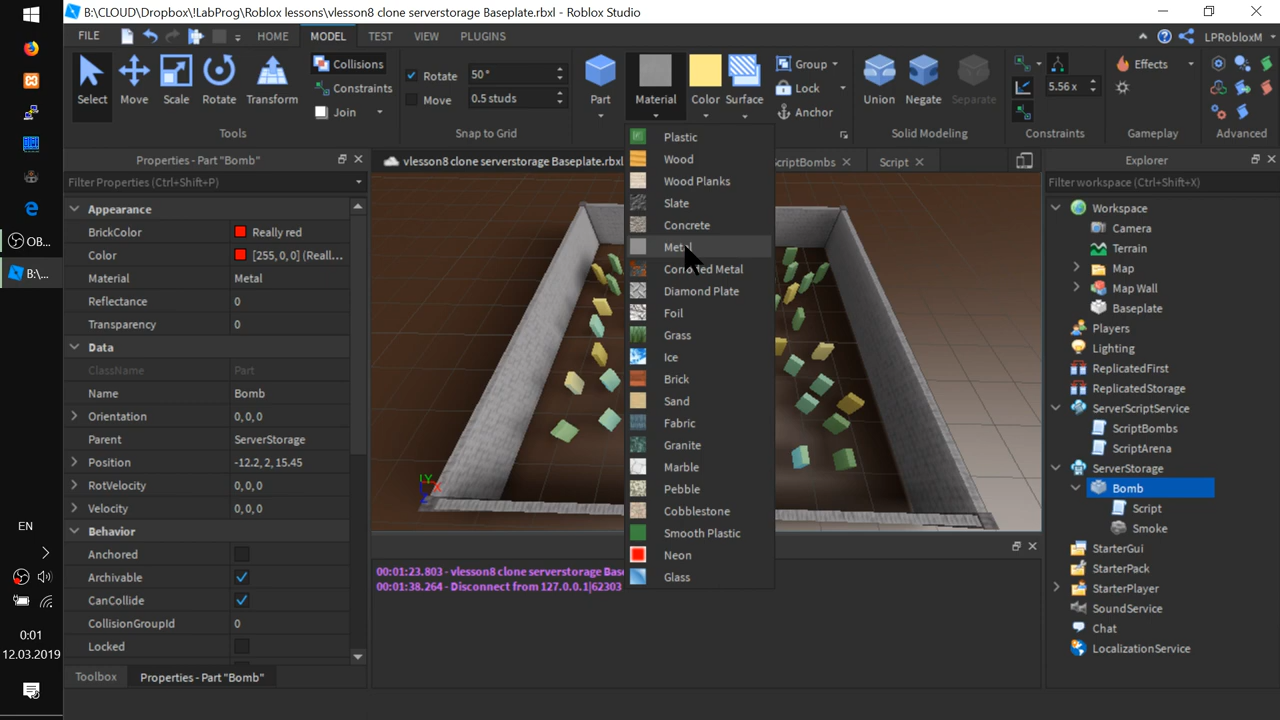 B:\CLOUD\Dropbox\!LabProg\Roblox lessons\vlesson8 clone serverstorage Baseplate.rbxl - Roblox Studio
FILE HOME MODEL TEST VIEW PLUGINS LPRobloxM
Select Move Scale Rotate Transform
Collisions
Constraints
Join
Tools
Rotate 50°
Move 0.5 studs
Snap to Grid
Part Material Color Surface
Group
Lock
Anchor
Union Negate Separate
Solid Modeling
5.56 x
Constraints
Effects
Gameplay
Advanced
Properties - Part "Bomb"
Filter Properties (Ctrl+Shift+P)
Appearance
BrickColor Really red
Color [255, 0, 0] (Reall...
Material Metal
Reflectance 0
Transparency 0
Data
ClassName Part
Name Bomb
Orientation 0, 0, 0
Parent ServerStorage
Position -12.2, 2, 15.45
RotVelocity 0, 0, 0
Velocity 0, 0, 0
Behavior
Anchored
Archivable
CanCollide
CollisionGroupId 0
Locked
Toolbox Properties - Part "Bomb"
vlesson8 clone serverstorage Baseplate.rbxl
criptBombs
Script
Plastic
Wood
Wood Planks
Slate
Concrete
Metal
Corroded Metal
Diamond Plate
Foil
Grass
Ice
Brick
Sand
Fabric
Granite
Marble
Pebble
Cobblestone
Smooth Plastic
Neon
Glass
00:01:23.803 - vlesson8 clone serverstorage Base
00:01:38.264 - Disconnect from 127.0.0.1|62303
Explorer
Filter workspace (Ctrl+Shift+X)
Workspace
Camera
Terrain
Map
Map Wall
Baseplate
Players
Lighting
ReplicatedFirst
ReplicatedStorage
ServerScriptService
ScriptBombs
ScriptArena
ServerStorage
Bomb
Script
Smoke
StarterGui
StarterPack
StarterPlayer
SoundService
Chat
LocalizationService
OB...
B:\...
EN
0:01
12.03.2019